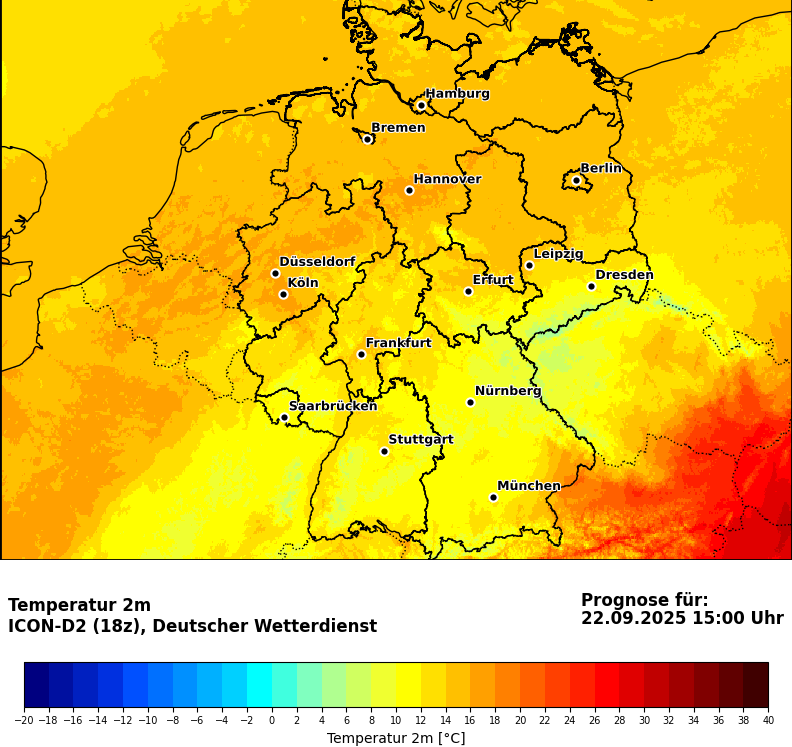 Hamburg
Bremen
Berlin
Hannover
Leipzig
Düsseldorf
Dresden
Köln
Erfurt
Frankfurt
Nürnberg
Saarbrücken
Stuttgart
München
Temperatur 2m
ICON-D2 (18z), Deutscher Wetterdienst
Prognose für:
22.09.2025 15:00 Uhr
−20 −18 −16 −14 −12 −10 −8 −6 −4 −2 0 2 4 6 8 10 12 14 16 18 20 22 24 26 28 30 32 34 36 38 40
Temperatur 2m [°C]